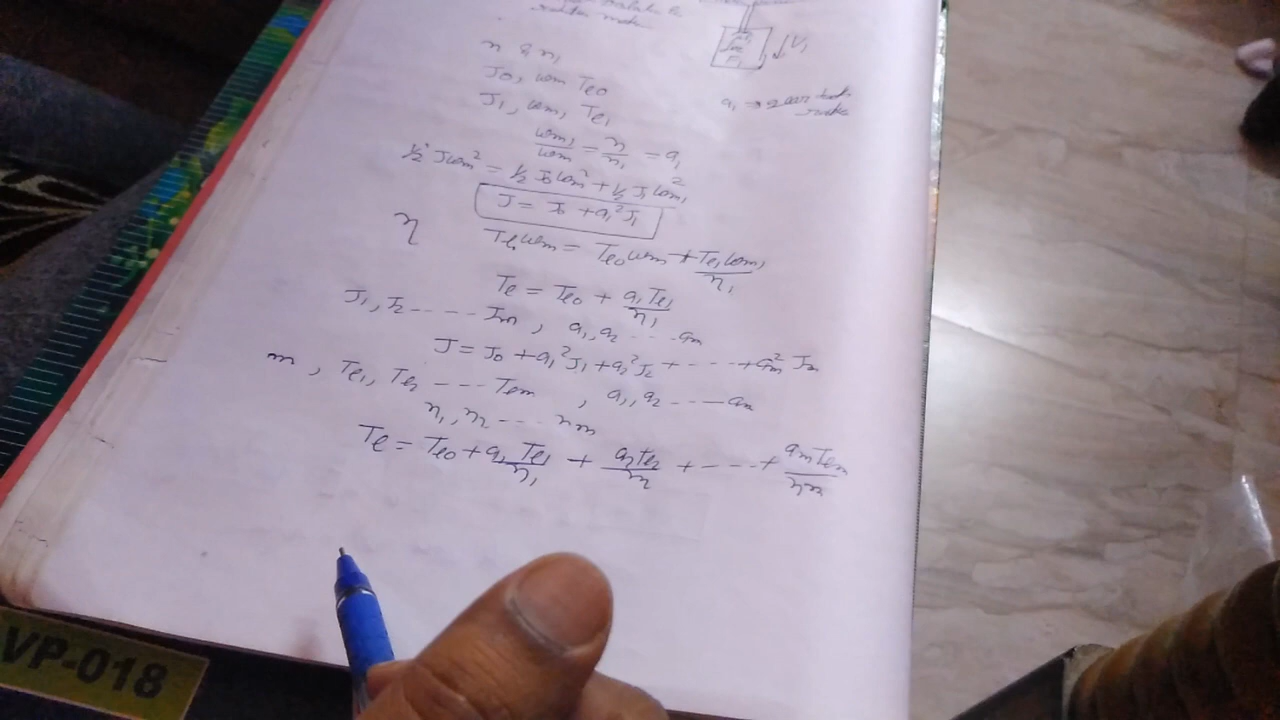 n & n₁
J₀, ωm Tℓ0
V₁
J₁, ωm₁ Tℓ1
a₁ → gear tooth
ωm₁/ωm = n/n₁ = a₁
½ Jωm² = ½ J₀ωm² + ½ J₁ωm₁²
J = J₀ + a₁²J₁
η
Tℓωm = Tℓ0ωm + Tℓ1ωm₁/η₁
Tℓ = Tℓ0 + a₁Tℓ1/η₁
J₁, J₂ ---- Jm , a₁, a₂ ... am
J = J₀ + a₁²J₁ + a₂²J₂ + ----- + am² Jm
m , Tℓ1, Tℓ2 ---- Tℓm , a₁, a₂ ---- am
η₁, η₂ --- ηm
Tℓ = Tℓ0 + a₁ Tℓ1/η₁ + a₂Tℓ2/η₂ + ---- + amTℓm/ηm
VP-018